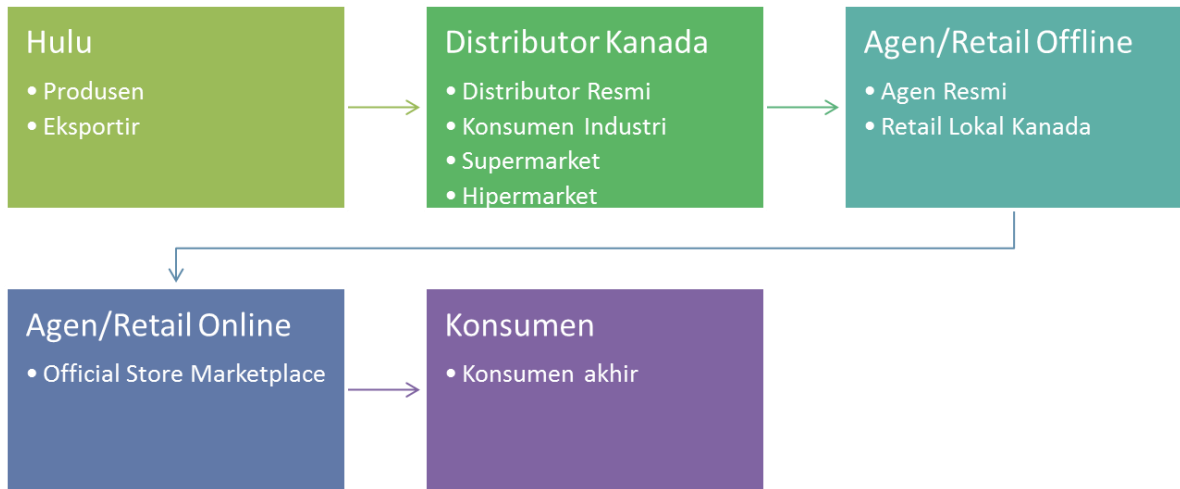 Hulu
• Produsen
• Eksportir
Distributor Kanada
• Distributor Resmi
• Konsumen Industri
• Supermarket
• Hipermarket
Agen/Retail Offline
• Agen Resmi
• Retail Lokal Kanada
Agen/Retail Online
• Official Store Marketplace
Konsumen
• Konsumen akhir